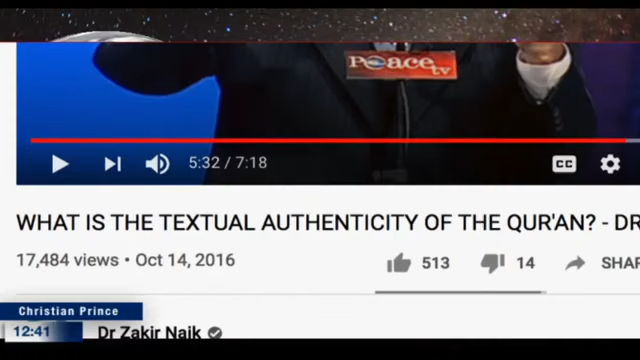 Peace tv
5:32 / 7:18
CC
WHAT IS THE TEXTUAL AUTHENTICITY OF THE QUR'AN? - DR
17,484 views • Oct 14, 2016
513
14
SHAR
Christian Prince
12:41
Dr Zakir Naik